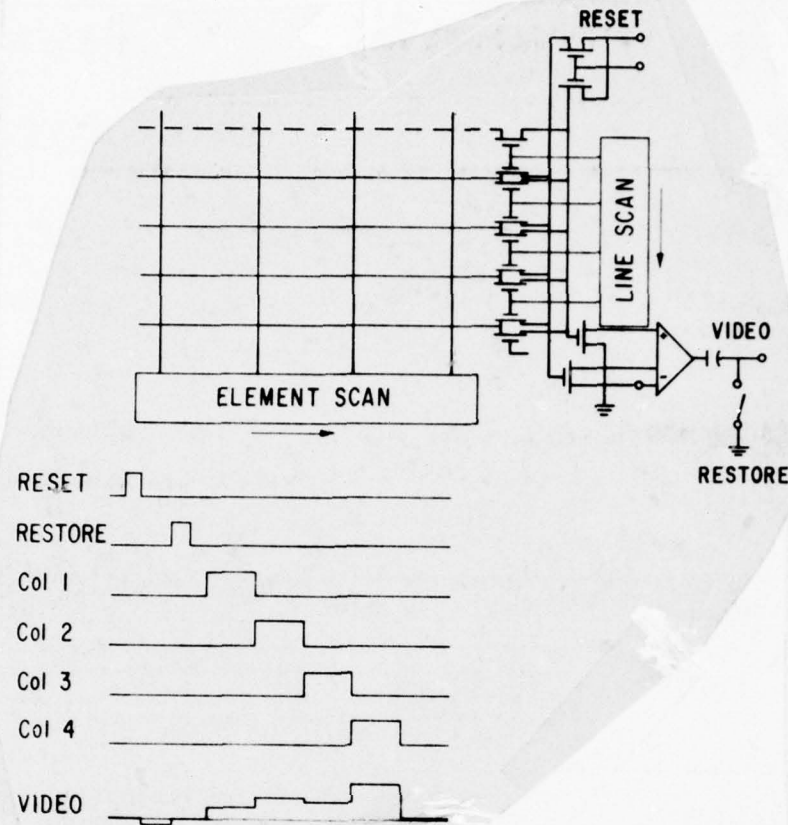 RESET
LINE SCAN
VIDEO
+
-
ELEMENT SCAN
RESTORE
RESET
RESTORE
Col 1
Col 2
Col 3
Col 4
VIDEO